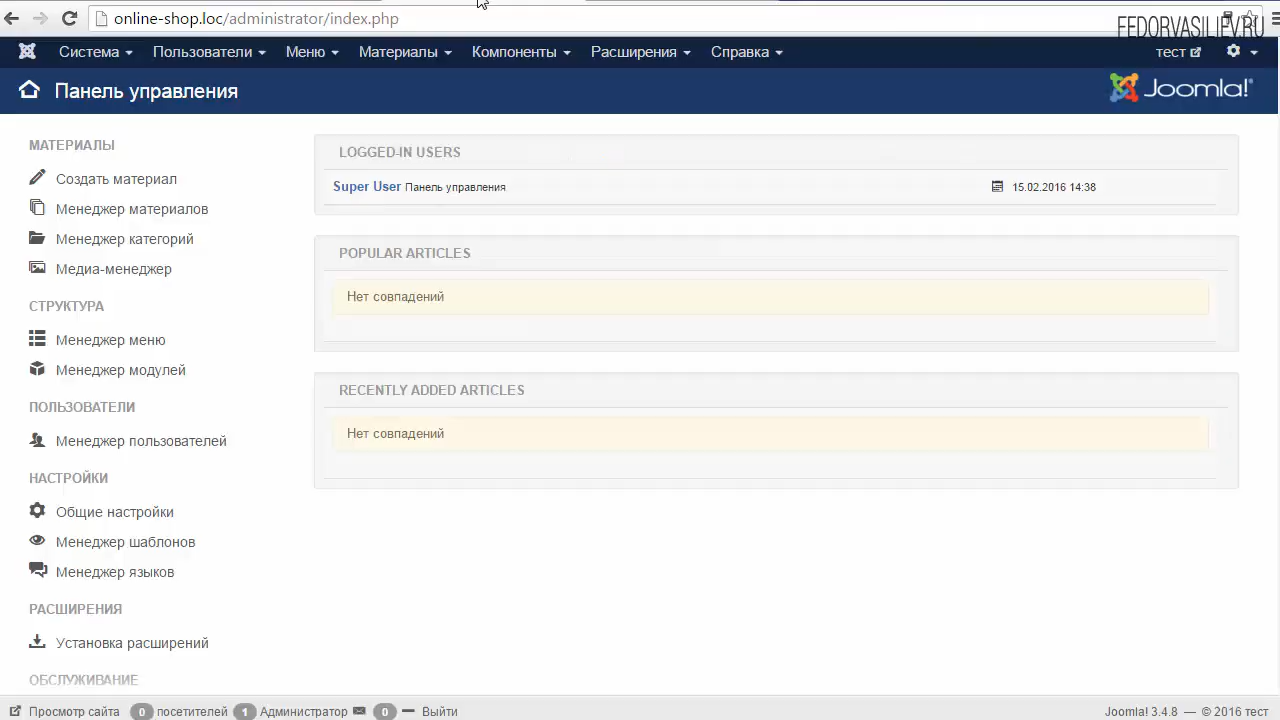 online-shop.loc/administrator/index.php
FEDORVASILIEV.RU
Система Пользователи Меню Материалы Компоненты Расширения Справка тест
Панель управления
Joomla!
МАТЕРИАЛЫ
Создать материал
Менеджер материалов
Менеджер категорий
Медиа-менеджер
СТРУКТУРА
Менеджер меню
Менеджер модулей
ПОЛЬЗОВАТЕЛИ
Менеджер пользователей
НАСТРОЙКИ
Общие настройки
Менеджер шаблонов
Менеджер языков
РАСШИРЕНИЯ
Установка расширений
ОБСЛУЖИВАНИЕ
LOGGED-IN USERS
Super User Панель управления 15.02.2016 14:38
POPULAR ARTICLES
Нет совпадений
RECENTLY ADDED ARTICLES
Нет совпадений
Просмотр сайта 0 посетителей 1 Администратор 0 Выйти Joomla! 3.4.8 — © 2016 тест